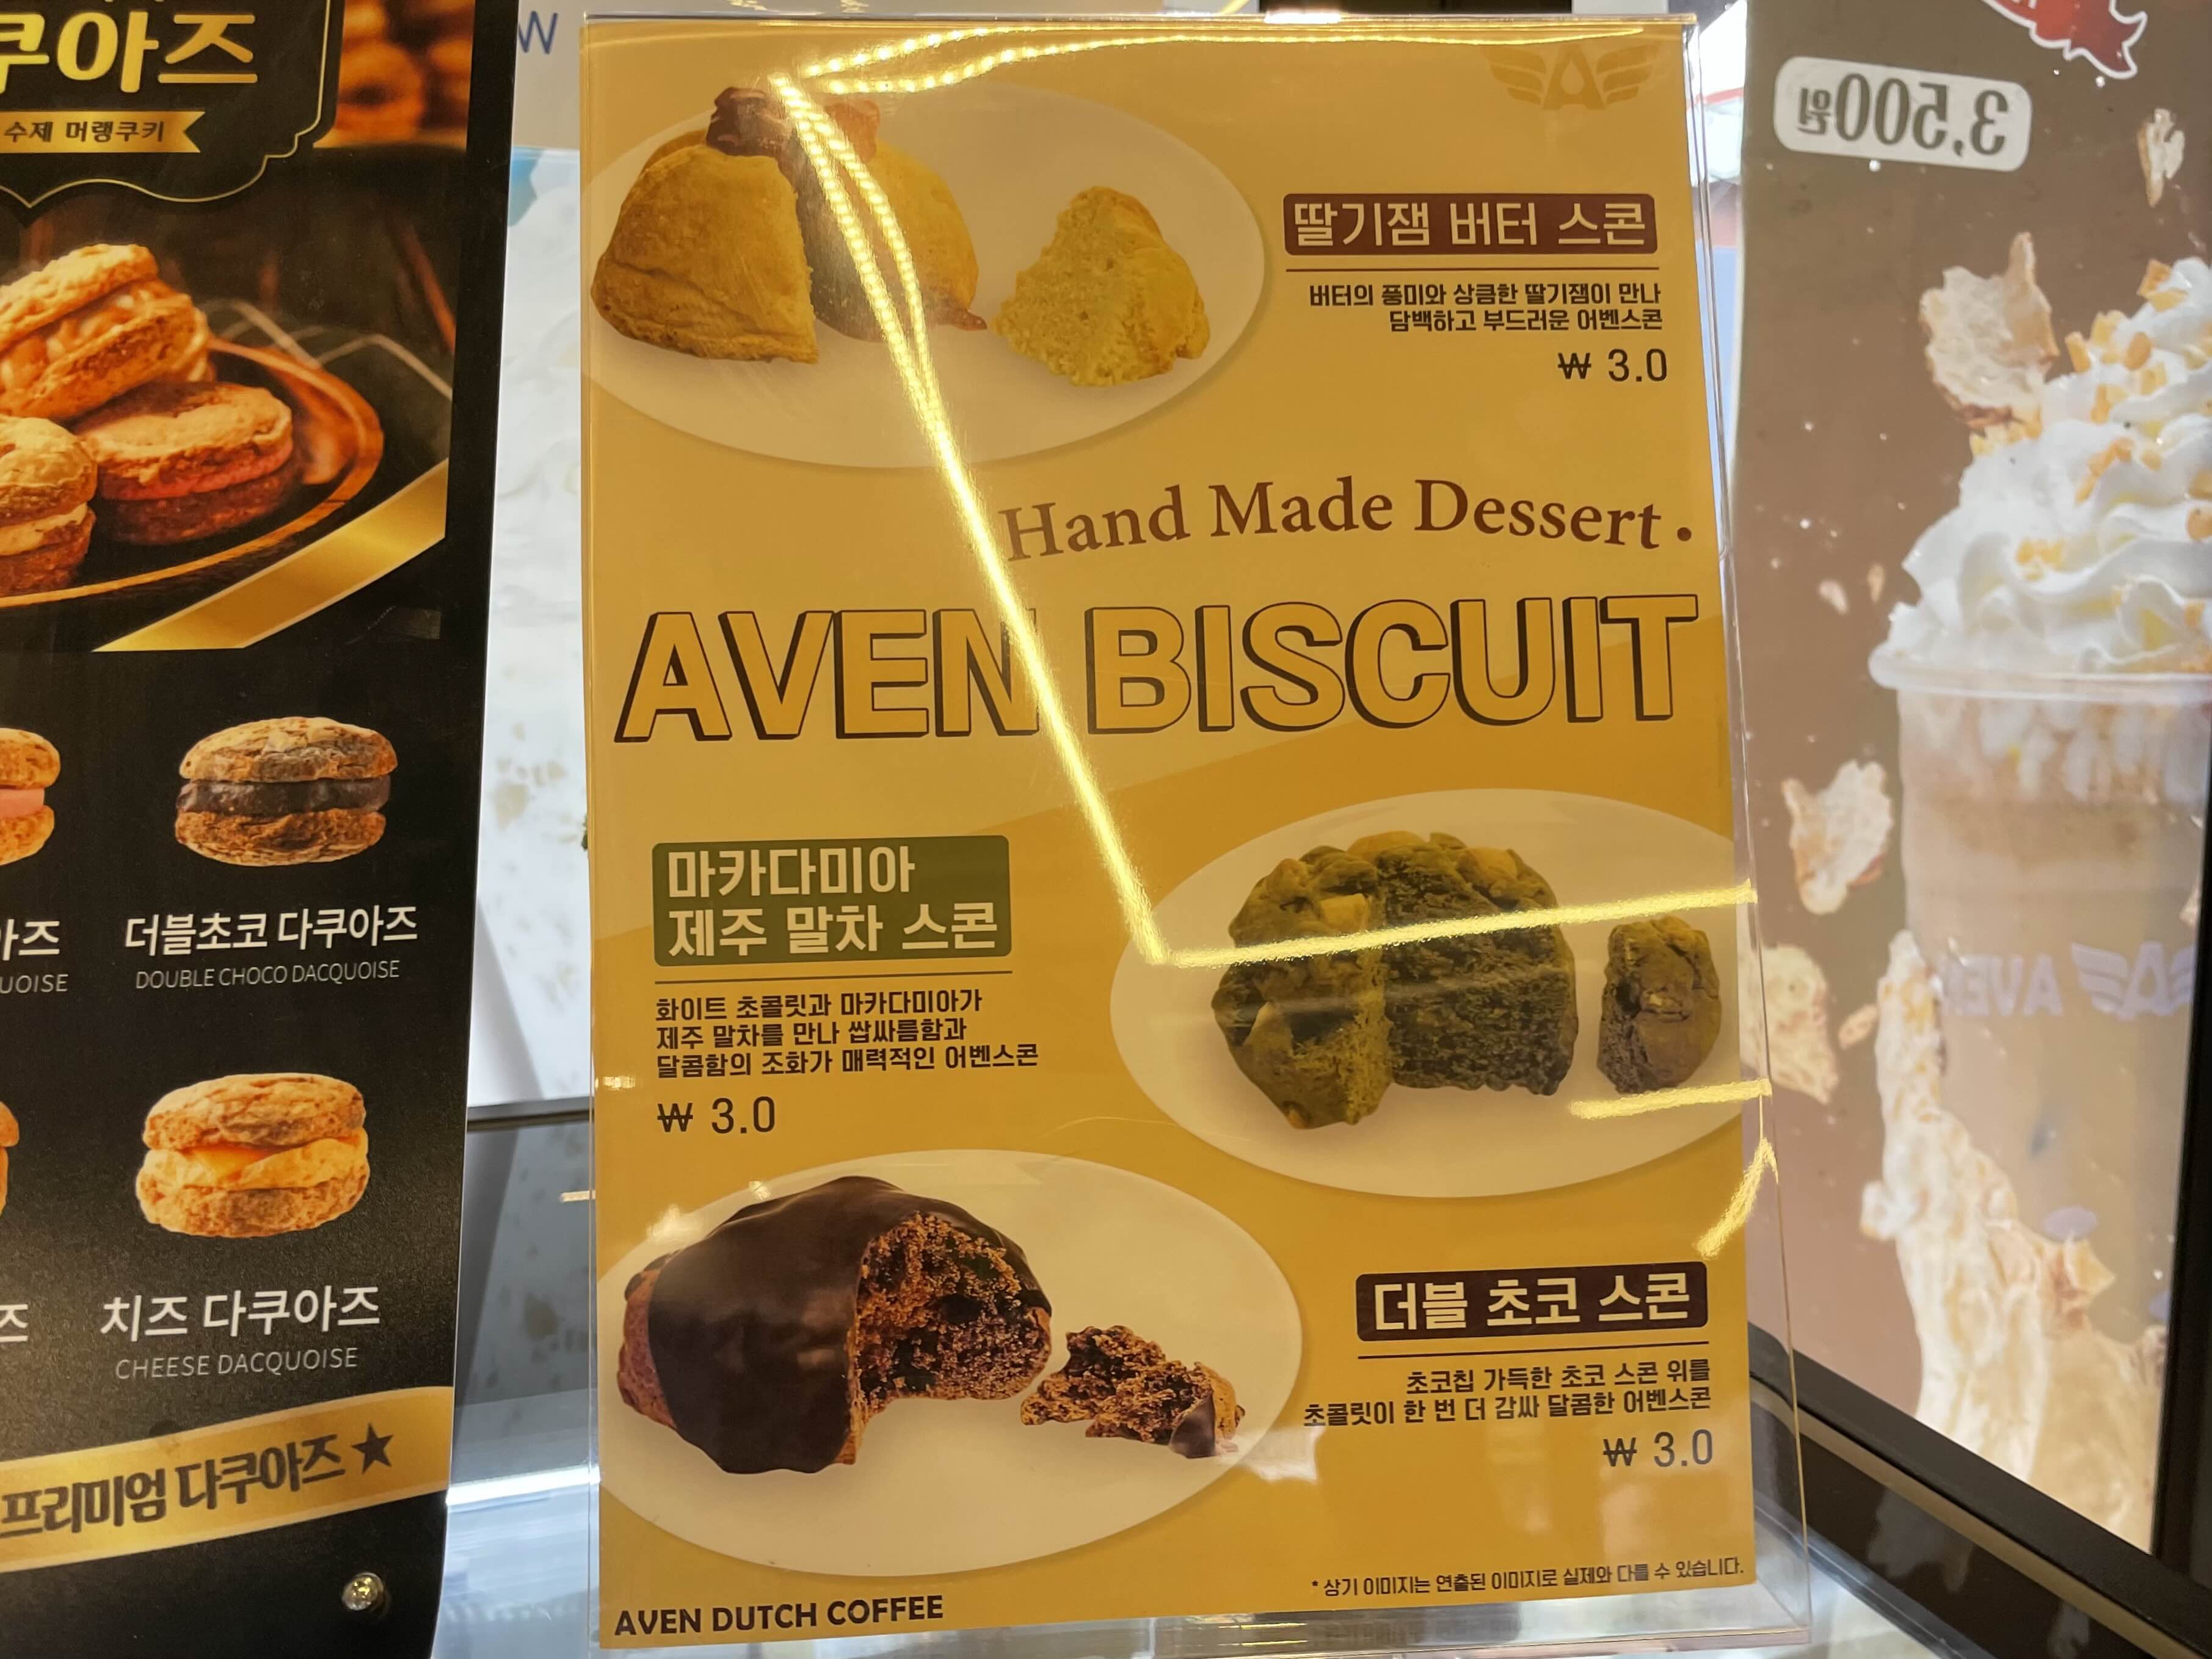 쿠아즈
수제 머랭쿠키
더블초코 다쿠아즈
DOUBLE CHOCO DACQUOISE
치즈 다쿠아즈
CHEESE DACQUOISE
프리미엄 다쿠아즈 ★
딸기잼 버터 스콘
버터의 풍미와 상큼한 딸기잼이 만나
담백하고 부드러운 어벤스콘
₩ 3.0
Hand Made Dessert.
AVEN BISCUIT
마카다미아
제주 말차 스콘
화이트 초콜릿과 마카다미아가
제주 말차를 만나 쌉싸름함과
달콤함의 조화가 매력적인 어벤스콘
₩ 3.0
더블 초코 스콘
초코칩 가득한 초코 스콘 위를
초콜릿이 한 번 더 감싸 달콤한 어벤스콘
₩ 3.0
* 상기 이미지는 연출된 이미지로 실제와 다를 수 있습니다.
AVEN DUTCH COFFEE
3,500원
AVEN